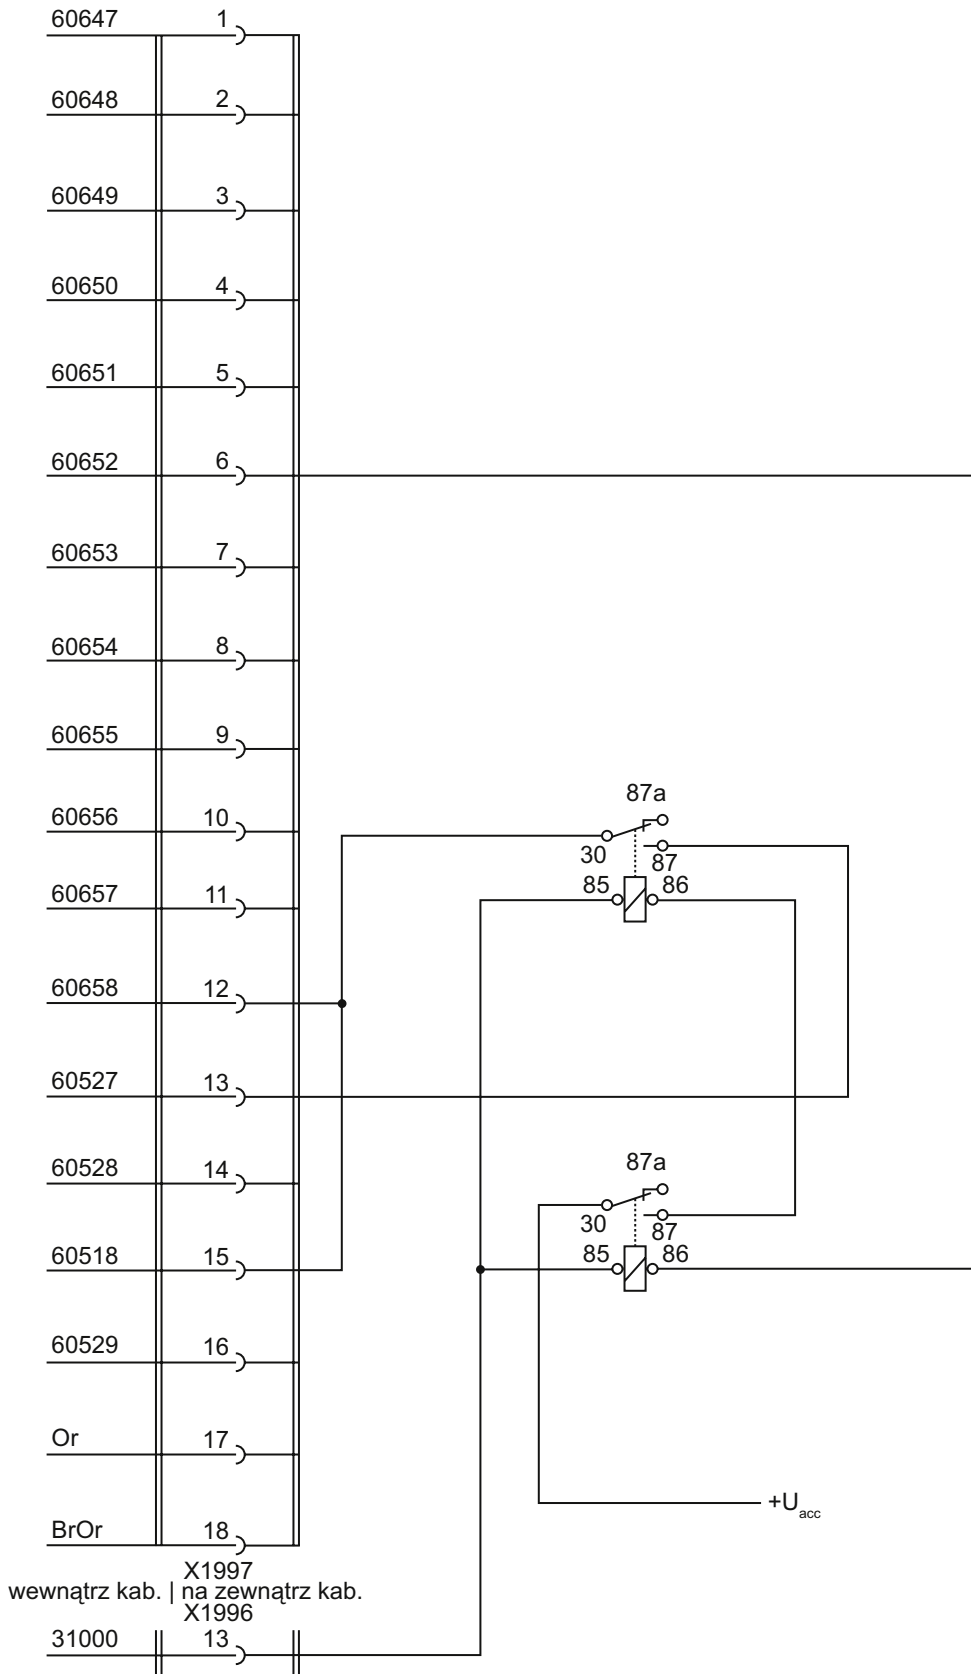 60647 1
60648 2
60649 3
60650 4
60651 5
60652 6
60653 7
60654 8
60655 9
87a
60656 10
30 87
85 86
60657 11
60658 12
60527 13
87a
60528 14
30 87
60518 15 85 86
60529 16
Or 17
+Uacc
BrOr 18
X1997
wewnątrz kab. | na zewnątrz kab.
X1996
31000 13